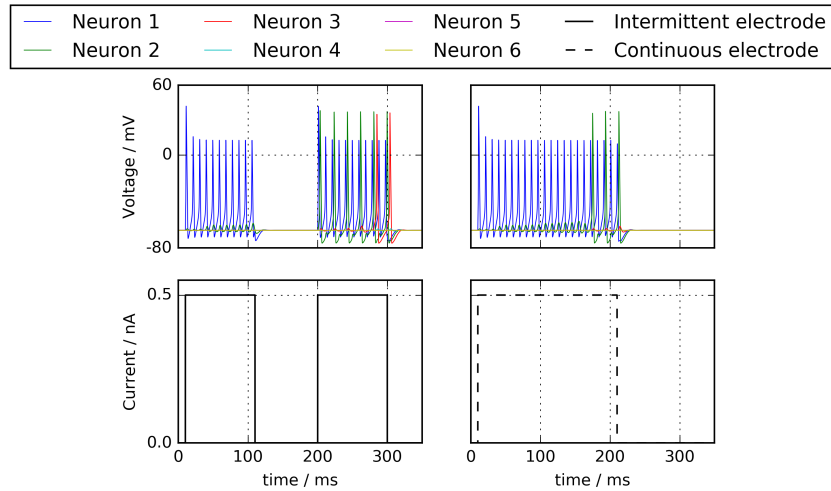 Neuron 1 Neuron 3 Neuron 5 Intermittent electrode
Neuron 2 Neuron 4 Neuron 6 Continuous electrode
60
0
-80
Voltage / mV
0.5
0.0
Current / nA
0 100 200 300
time / ms
0 100 200 300
time / ms